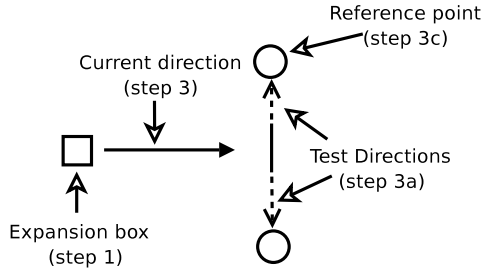 Reference point
(step 3c)
Current direction
(step 3)
Test Directions
(step 3a)
Expansion box
(step 1)